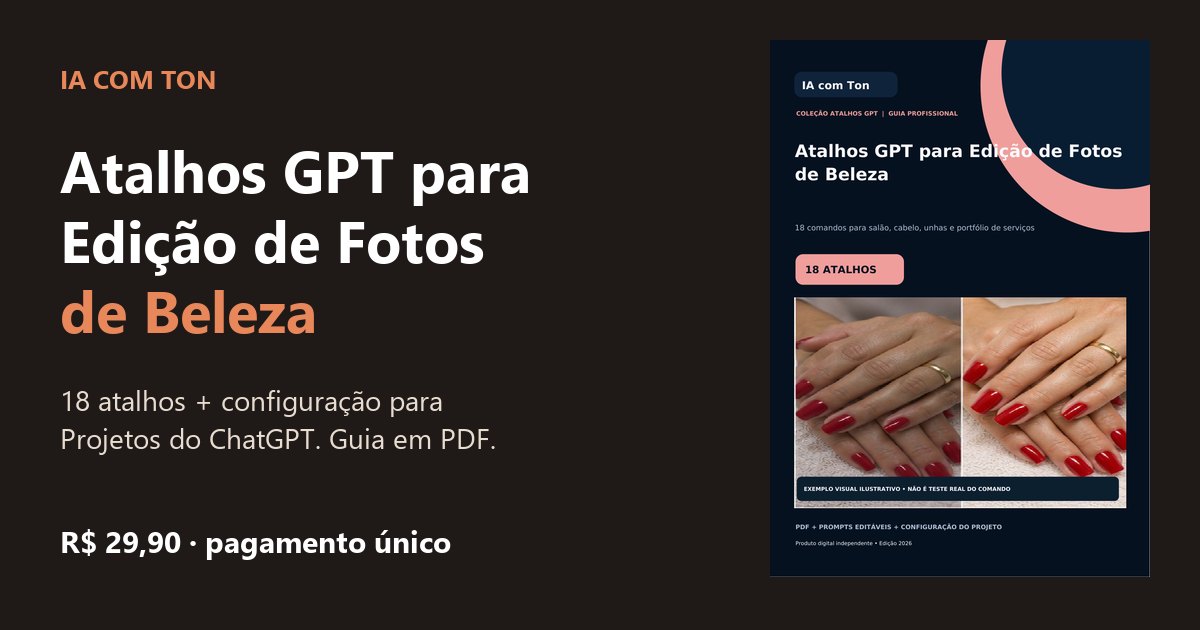 IA COM TON
Atalhos GPT para
Edição de Fotos
de Beleza
18 atalhos + configuração para
Projetos do ChatGPT. Guia em PDF.
R$ 29,90 · pagamento único
IA com Ton
COLEÇÃO ATALHOS GPT | GUIA PROFISSIONAL
Atalhos GPT para Edição de Fotos
de Beleza
18 comandos para salão, cabelo, unhas e portfólio de serviços
18 ATALHOS
EXEMPLO VISUAL ILUSTRATIVO • NÃO É TESTE REAL DO COMANDO
PDF + PROMPTS EDITÁVEIS + CONFIGURAÇÃO DO PROJETO
Produto digital independente • Edição 2026